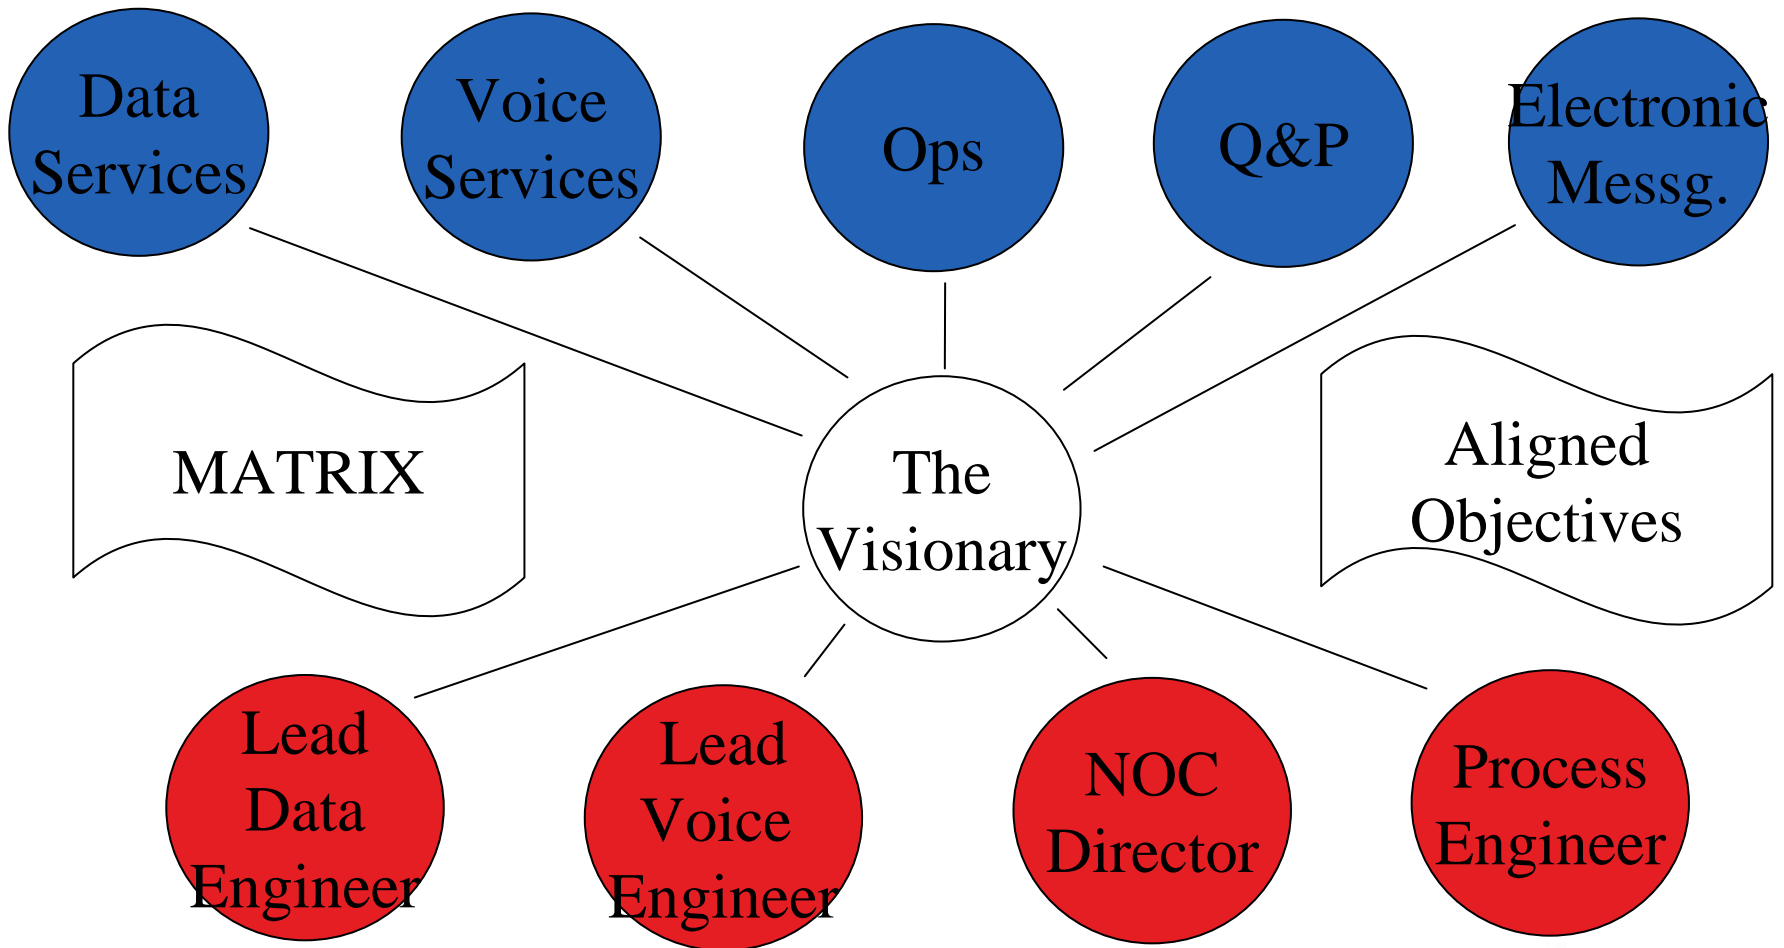 Data
Services
Voice
Services
Ops
Q&P
Electronic
Messg.
MATRIX
The
Visionary
Aligned
Objectives
Lead
Data
Engineer
Lead
Voice
Engineer
NOC
Director
Process
Engineer